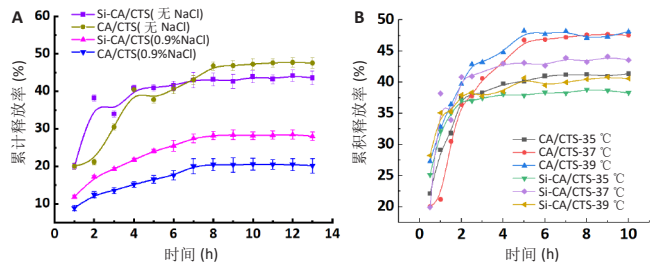 A
Si-CA/CTS( 无 NaCl)
CA/CTS( 无 NaCl)
Si-CA/CTS(0.9%NaCl)
CA/CTS(0.9%NaCl)
累计释放率 (%)
60
50
40
30
20
10
0 2 4 6 8 10 12 14
时间 (h)
B
累积释放率 (%)
50
45
40
35
30
25
20
CA/CTS-35 ℃
CA/CTS-37 ℃
CA/CTS-39 ℃
Si-CA/CTS-35 ℃
Si-CA/CTS-37 ℃
Si-CA/CTS-39 ℃
0 2 4 6 8 10
时间 (h)